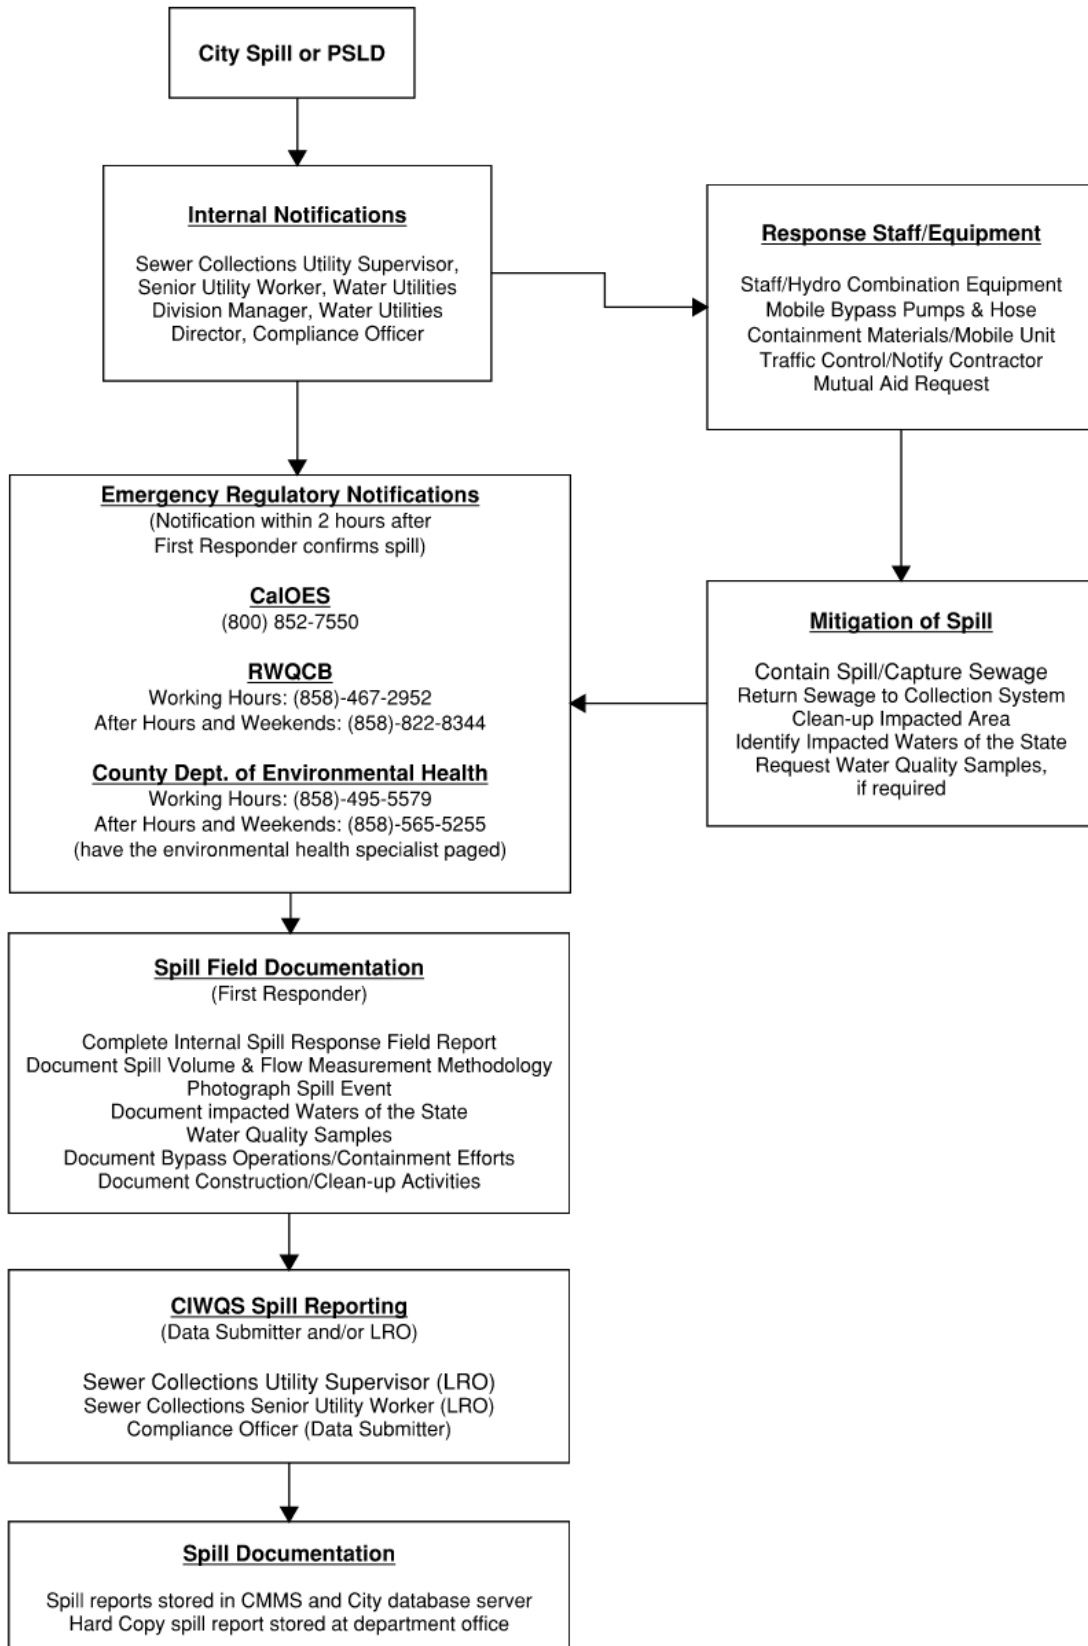 City Spill or PSLD
Internal Notifications
Sewer Collections Utility Supervisor,
Senior Utility Worker, Water Utilities
Division Manager, Water Utilities
Director, Compliance Officer
Response Staff/Equipment
Staff/Hydro Combination Equipment
Mobile Bypass Pumps & Hose
Containment Materials/Mobile Unit
Traffic Control/Notify Contractor
Mutual Aid Request
Emergency Regulatory Notifications
(Notification within 2 hours after
First Responder confirms spill)
CalOES
(800) 852-7550
RWQCB
Working Hours: (858)-467-2952
After Hours and Weekends: (858)-822-8344
County Dept. of Environmental Health
Working Hours: (858)-495-5579
After Hours and Weekends: (858)-565-5255
(have the environmental health specialist paged)
Mitigation of Spill
Contain Spill/Capture Sewage
Return Sewage to Collection System
Clean-up Impacted Area
Identify Impacted Waters of the State
Request Water Quality Samples,
if required
Spill Field Documentation
(First Responder)
Complete Internal Spill Response Field Report
Document Spill Volume & Flow Measurement Methodology
Photograph Spill Event
Document impacted Waters of the State
Water Quality Samples
Document Bypass Operations/Containment Efforts
Document Construction/Clean-up Activities
CIWQS Spill Reporting
(Data Submitter and/or LRO)
Sewer Collections Utility Supervisor (LRO)
Sewer Collections Senior Utility Worker (LRO)
Compliance Officer (Data Submitter)
Spill Documentation
Spill reports stored in CMMS and City database server
Hard Copy spill report stored at department office